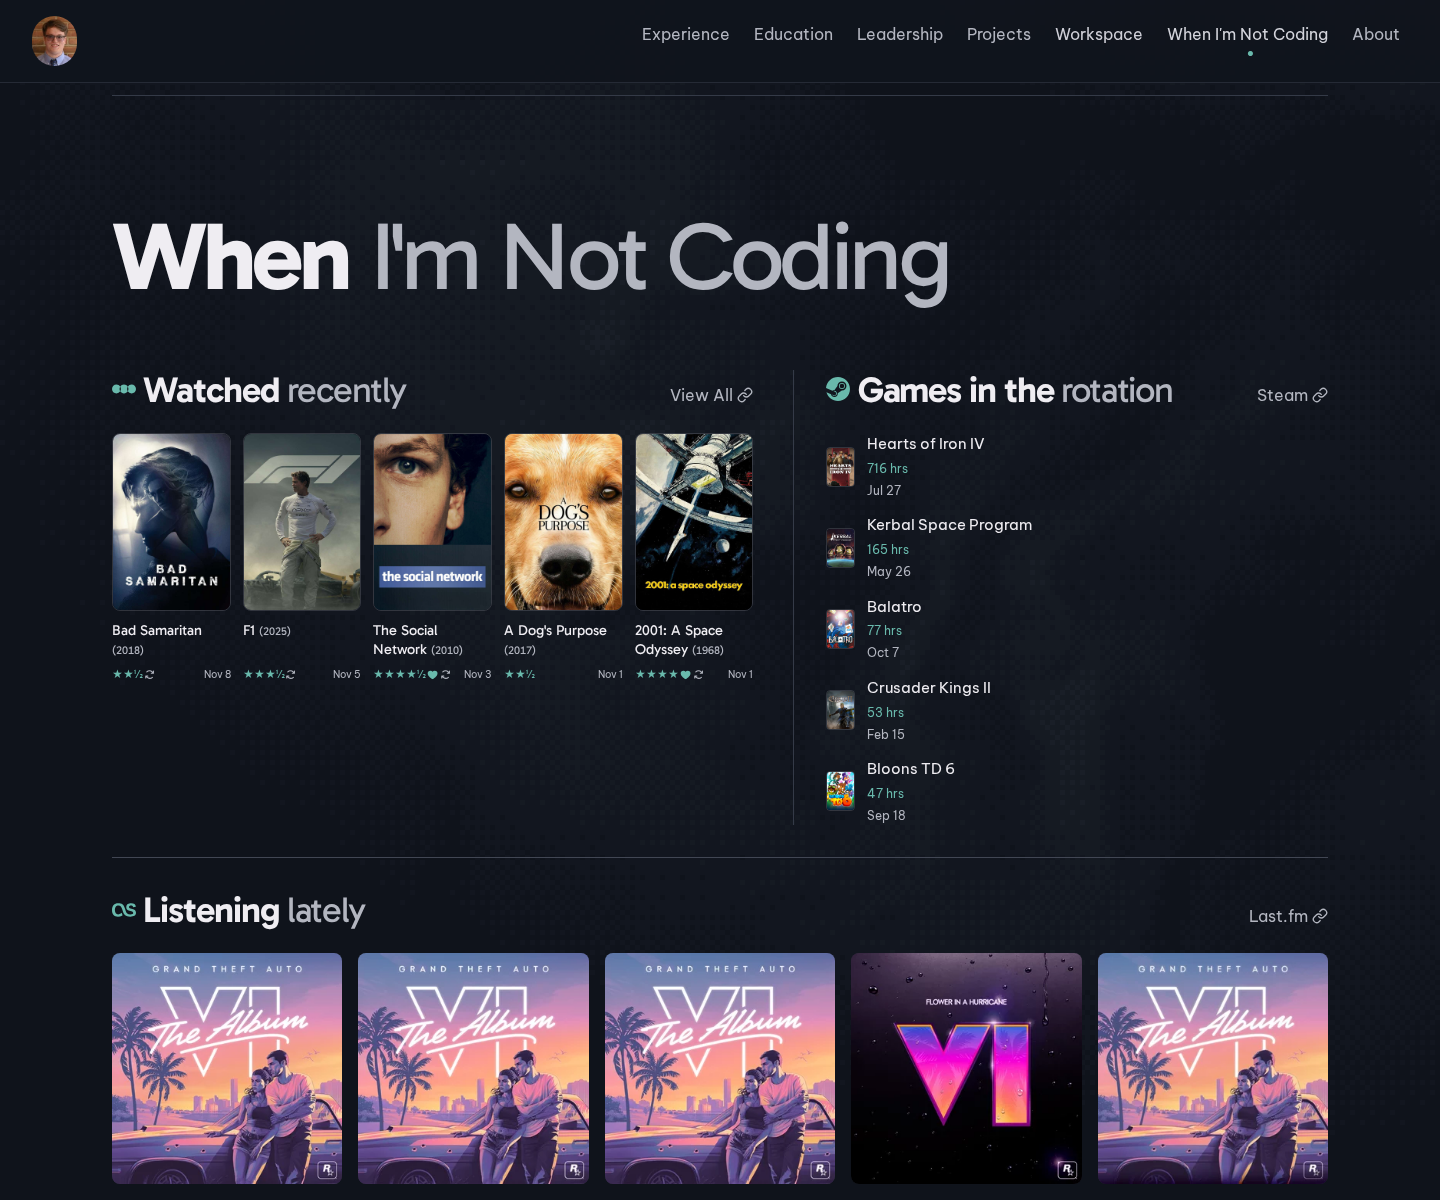 Experience Education Leadership Projects Workspace When I'm Not Coding About
When I'm Not Coding
Watched recently
View All
BAD
SAMARITAN
F1
the social network
A
DOG'S
PURPOSE
2001: a space odyssey
Bad Samaritan
(2018)
★★½
Nov 8
F1 (2025)
★★★½
Nov 5
The Social
Network (2010)
★★★★½
Nov 3
A Dog's Purpose
(2017)
★★½
Nov 1
2001: A Space
Odyssey (1968)
★★★★
Nov 1
Games in the rotation
Steam
Hearts of Iron IV
716 hrs
Jul 27
Kerbal Space Program
165 hrs
May 26
Balatro
77 hrs
Oct 7
Crusader Kings II
53 hrs
Feb 15
Bloons TD 6
47 hrs
Sep 18
Listening lately
Last.fm
GRAND THEFT AUTO
VI
The Album
R
GRAND THEFT AUTO
VI
The Album
R
GRAND THEFT AUTO
VI
The Album
R
FLOWER IN A HURRICANE
VI
R
GRAND THEFT AUTO
VI
The Album
R